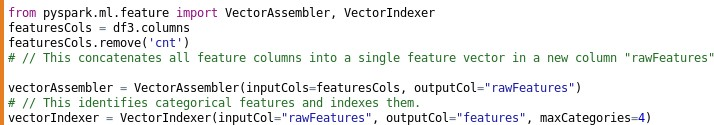 from pyspark.ml.feature import VectorAssembler, VectorIndexer
featuresCols = df3.columns
featuresCols.remove('cnt')
# // This concatenates all feature columns into a single feature vector in a new column "rawFeatures"
vectorAssembler = VectorAssembler(inputCols=featuresCols, outputCol="rawFeatures")
# // This identifies categorical features and indexes them.
vectorIndexer = VectorIndexer(inputCol="rawFeatures", outputCol="features", maxCategories=4)